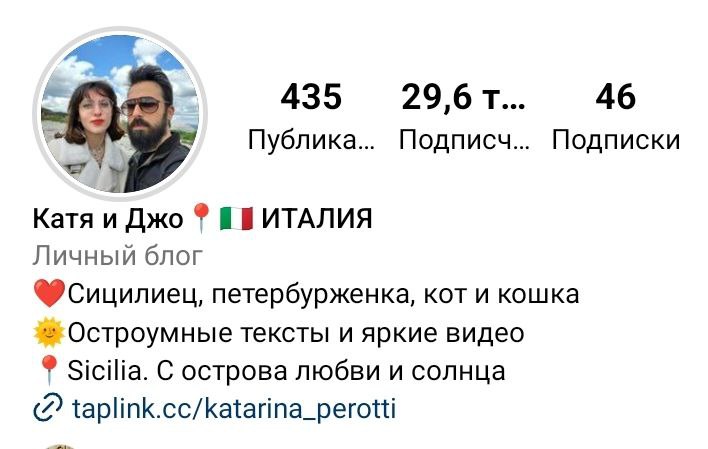 435 29,6 т... 46
Публика... Подписч... Подписки
Катя и Джо📍🇮🇹 ИТАЛИЯ
Личный блог
❤️Сицилиец, петербурженка, кот и кошка
🌞Остроумные тексты и яркие видео
📍Sicilia. С острова любви и солнца
taplink.cc/katarina_perotti